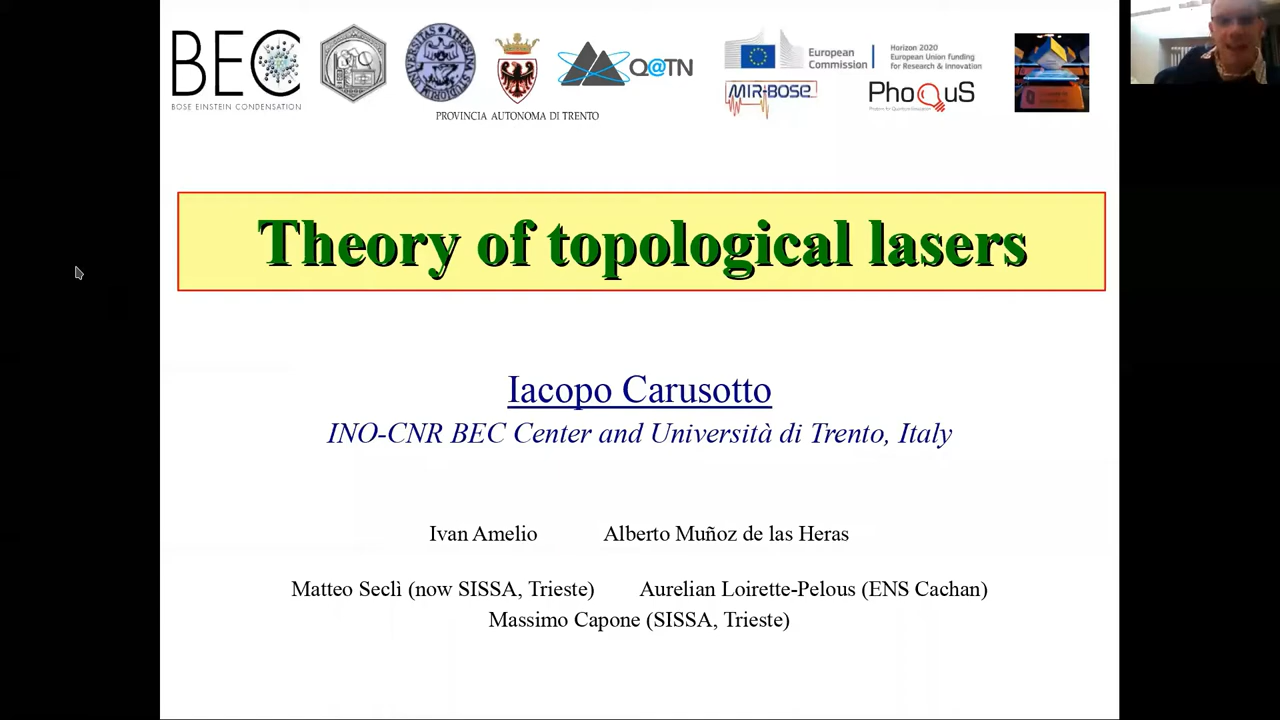 BEC
BOSE EINSTEIN CONDENSATION
PROVINCIA AUTONOMA DI TRENTO
Q@TN
European
Commission
Horizon 2020
European Union funding
for Research & Innovation
MIR-BOSE
PhoQuS
Theory of topological lasers
Iacopo Carusotto
INO-CNR BEC Center and Università di Trento, Italy
Ivan Amelio Alberto Muñoz de las Heras
Matteo Seclì (now SISSA, Trieste) Aurelian Loirette-Pelous (ENS Cachan)
Massimo Capone (SISSA, Trieste)